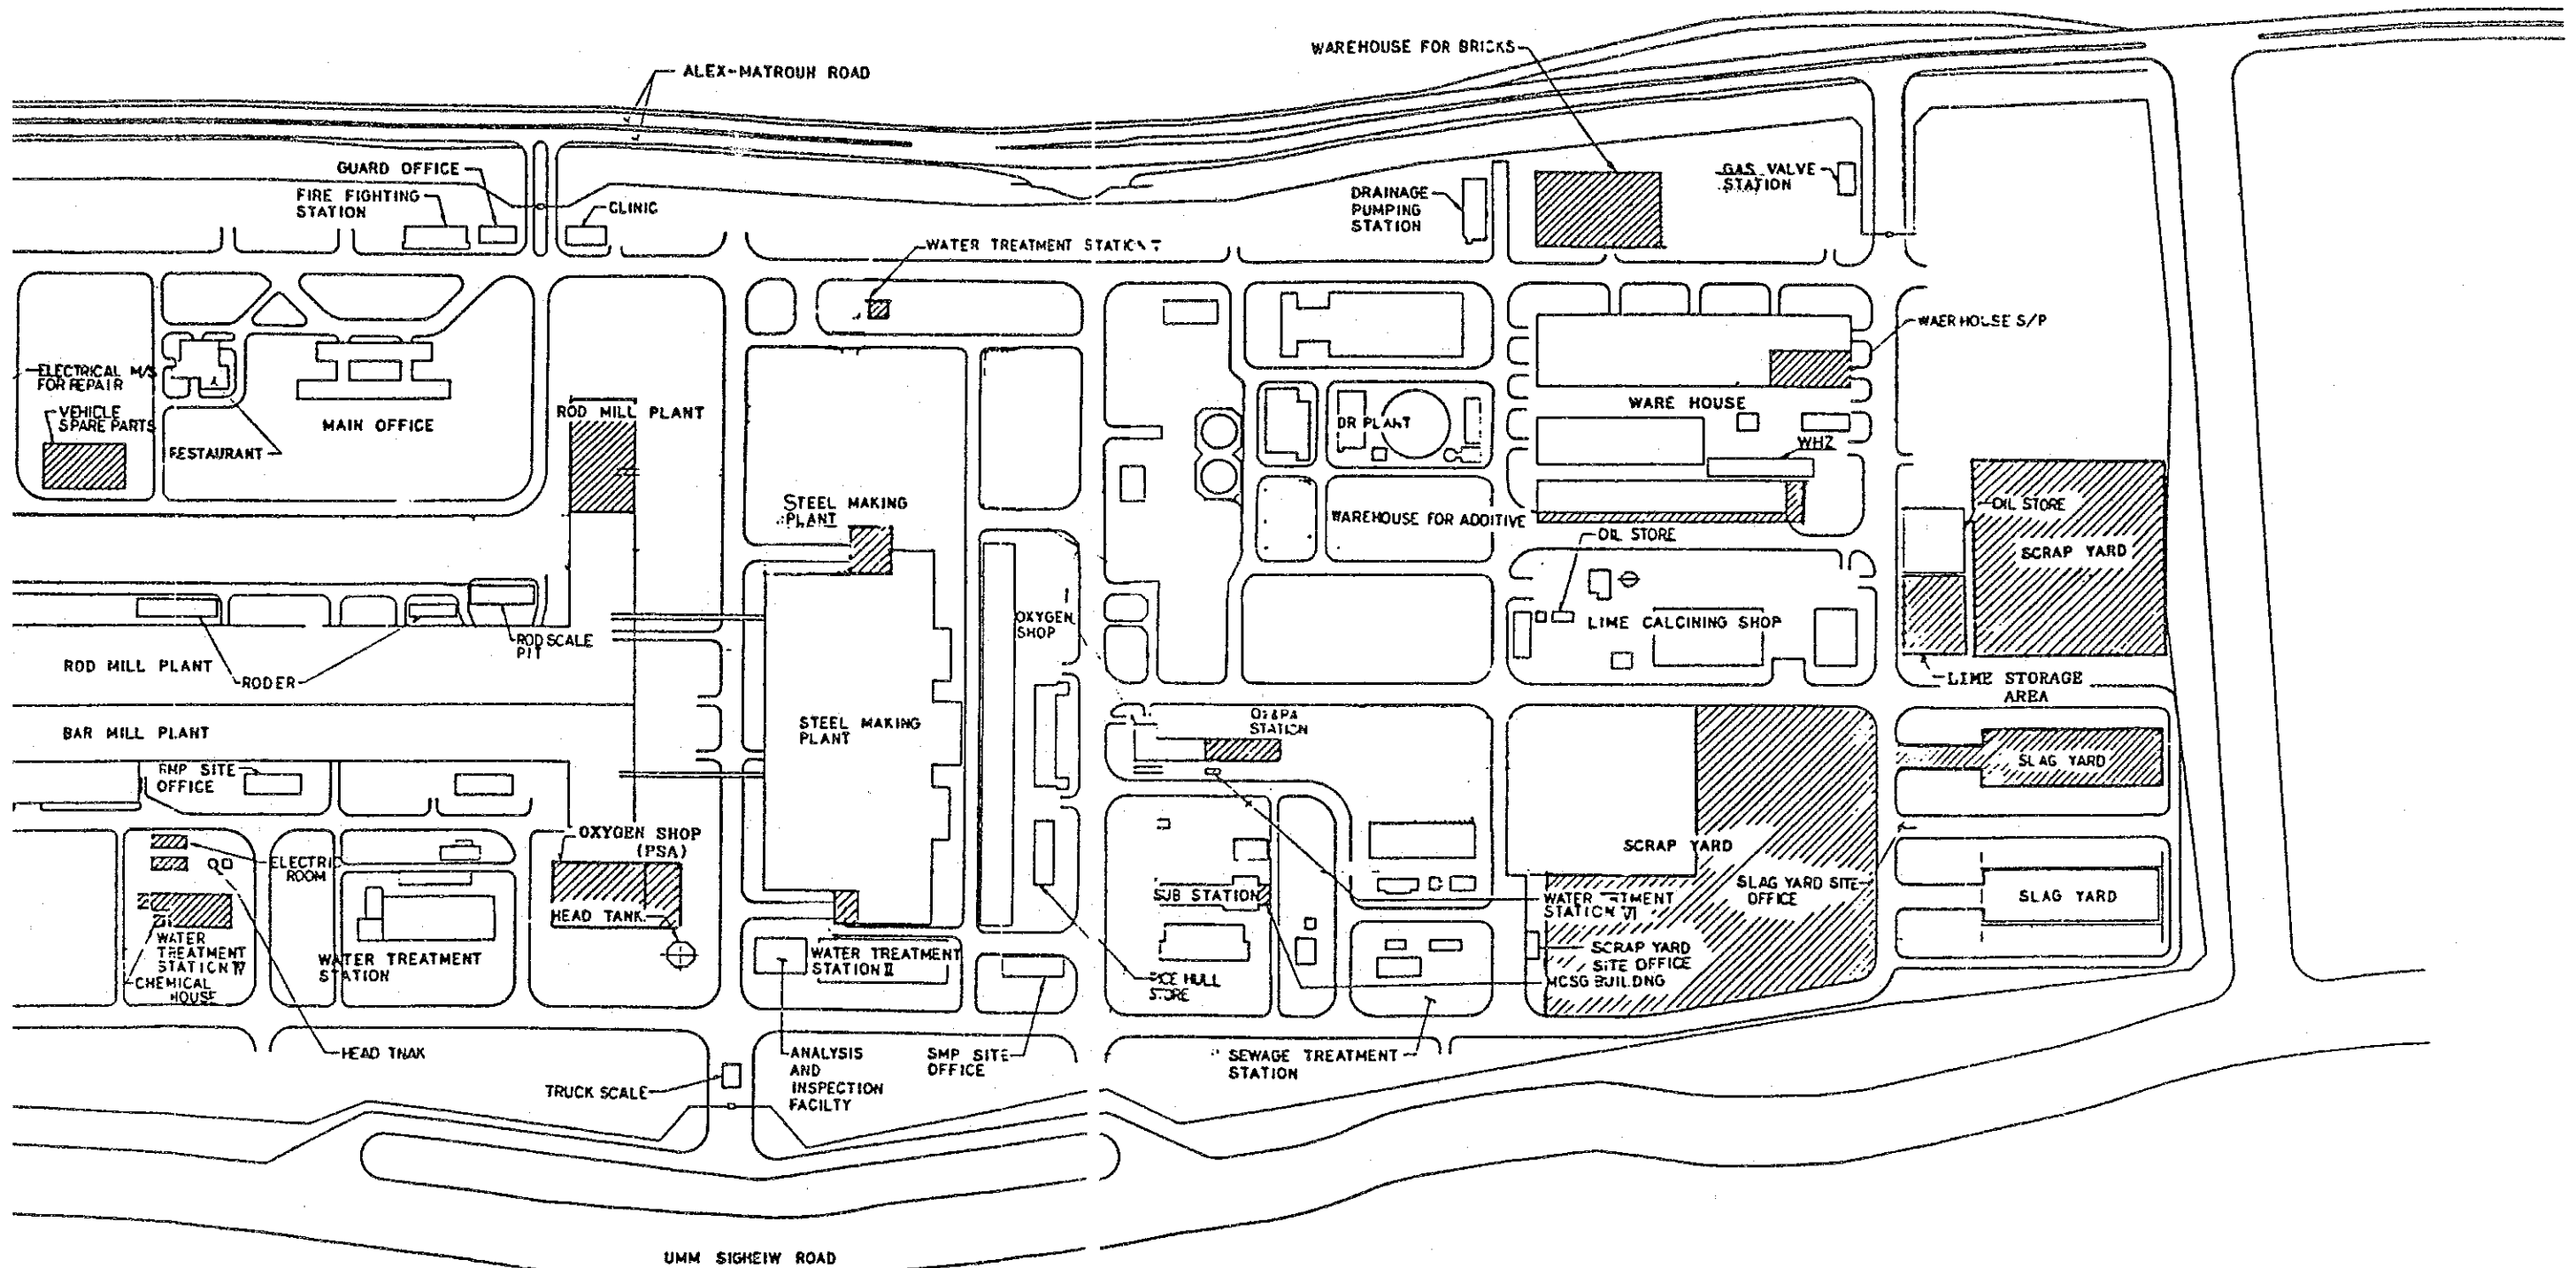 WAREHOUSE FOR BRICKS
ALEX-MATROUH ROAD
GUARD OFFICE
FIRE FIGHTING
STATION
CLINIC
DRAINAGE
PUMPING
STATION
GAS VALVE
STATION
WATER TREATMENT
WAERHOUSE S/P
ELECTRICAL M/S
FOR REPAIR
VEHICLE
SPARE PARTS
RESTAURANT
MAIN OFFICE
ROD MILL PLANT
DR PLANT
WARE HOUSE
WHZ
STEEL MAKING
PLANT
WAREHOUSE FOR ADDITIVE
OIL STORE
OIL STORE
SCRAP YARD
OXYGEN
SHOP
LIME CALCINING SHOP
ROD SCALE
PIT
ROD MILL PLANT
RODER
LIME STORAGE
AREA
STATION
BAR MILL PLANT
STEEL MAKING
PLANT
SITE
OFFICE
SLAG YARD
OXYGEN SHOP
(PSA)
ELECTRIC
ROOM
SCRAP YARD
SLAG YARD SITE
OFFICE
SLAG YARD
SUB STATION
WATER TREATMENT
STATION VI
HEAD TANK
WATER
TREATMENT
STATION IV
CHEMICAL
HOUSE
WATER TREATMENT
STATION
WATER TREATMENT
STATION II
SCRAP YARD
SITE OFFICE
MCSG BUILDNG
HULL
STORE
HEAD TNAK
ANALYSIS
AND
INSPECTION
FACILTY
SMP SITE
OFFICE
SEWAGE TREATMENT
STATION
TRUCK SCALE
UMM SIGHEIW ROAD